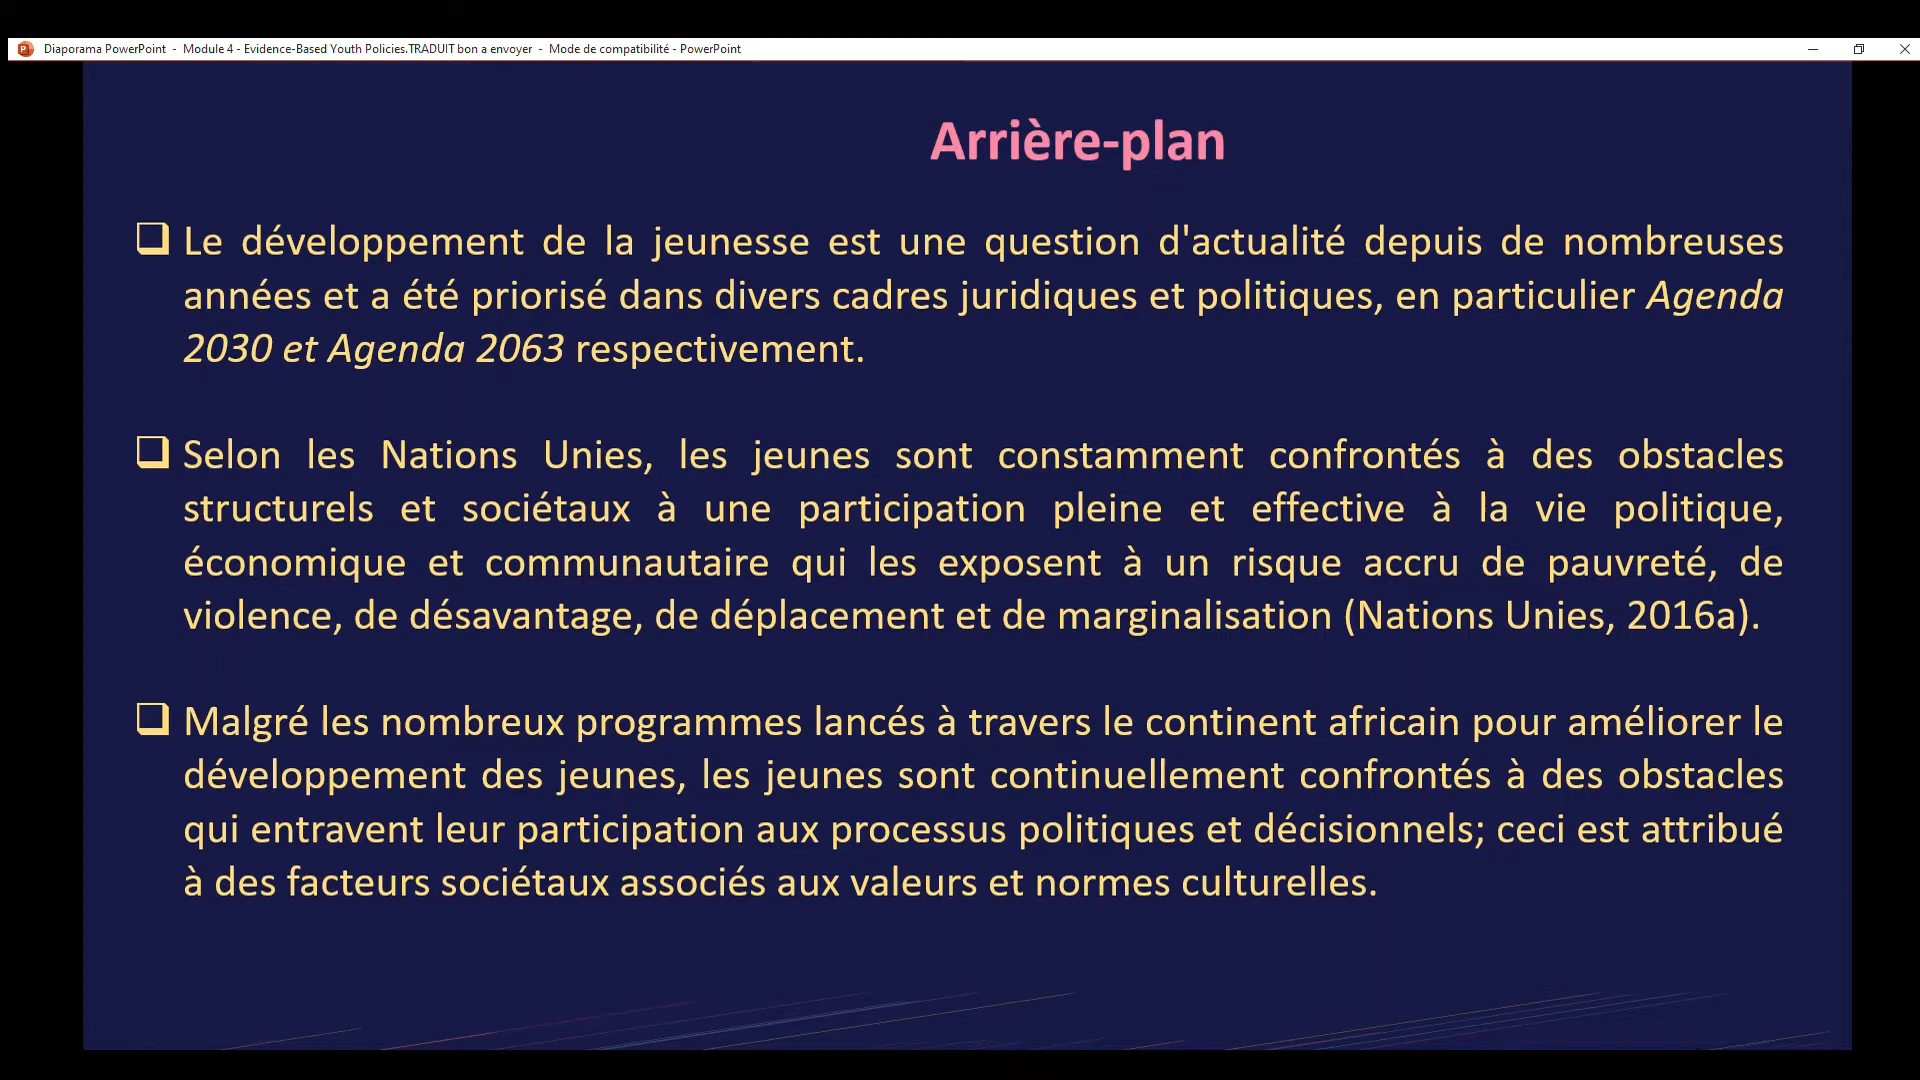 Diaporama PowerPoint - Module 4 - Evidence-Based Youth Policies.TRADUIT bon a envoyer - Mode de compatibilité - PowerPoint
Arrière-plan
Le développement de la jeunesse est une question d'actualité depuis de nombreuses
années et a été priorisé dans divers cadres juridiques et politiques, en particulier Agenda
2030 et Agenda 2063 respectivement.
Selon les Nations Unies, les jeunes sont constamment confrontés à des obstacles
structurels et sociétaux à une participation pleine et effective à la vie politique,
économique et communautaire qui les exposent à un risque accru de pauvreté, de
violence, de désavantage, de déplacement et de marginalisation (Nations Unies, 2016a).
Malgré les nombreux programmes lancés à travers le continent africain pour améliorer le
développement des jeunes, les jeunes sont continuellement confrontés à des obstacles
qui entravent leur participation aux processus politiques et décisionnels; ceci est attribué
à des facteurs sociétaux associés aux valeurs et normes culturelles.